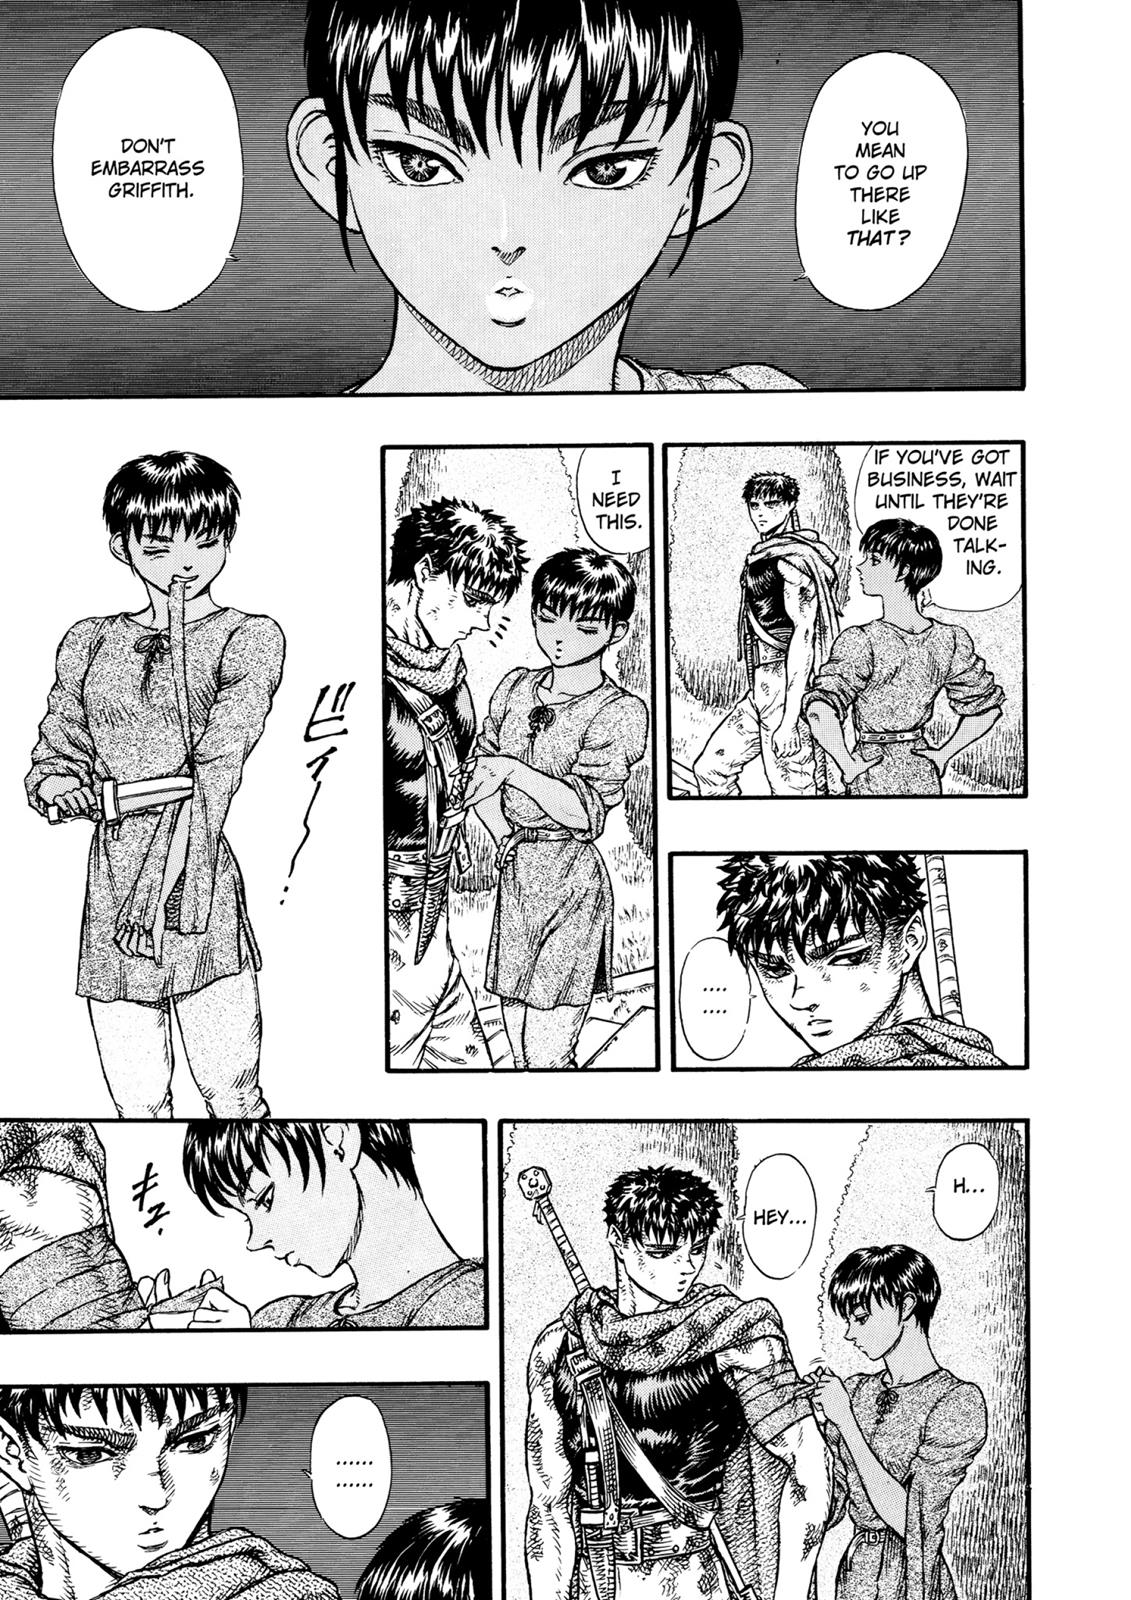 YOU
MEAN
TO GO UP
THERE
LIKE
THAT?
DON'T
EMBARRASS
GRIFFITH.
IF YOU'VE GOT
BUSINESS, WAIT
UNTIL THEY'RE
DONE
TALK-
ING.
.....
.....
I
NEED
THIS.
ビィ〜〜...
H...
HEY...
キュ
......
......